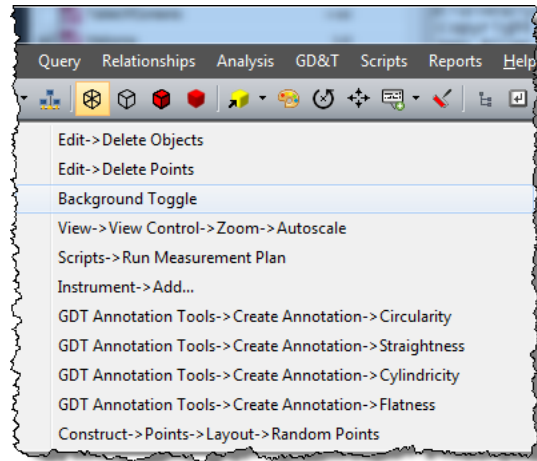 Query Relationships Analysis GD&T Scripts Reports Help
Edit->Delete Objects
Edit->Delete Points
Background Toggle
View->View Control->Zoom->Autoscale
Scripts->Run Measurement Plan
Instrument->Add...
GDT Annotation Tools->Create Annotation->Circularity
GDT Annotation Tools->Create Annotation->Straightness
GDT Annotation Tools->Create Annotation->Cylindricity
GDT Annotation Tools->Create Annotation->Flatness
Construct->Points->Layout->Random Points